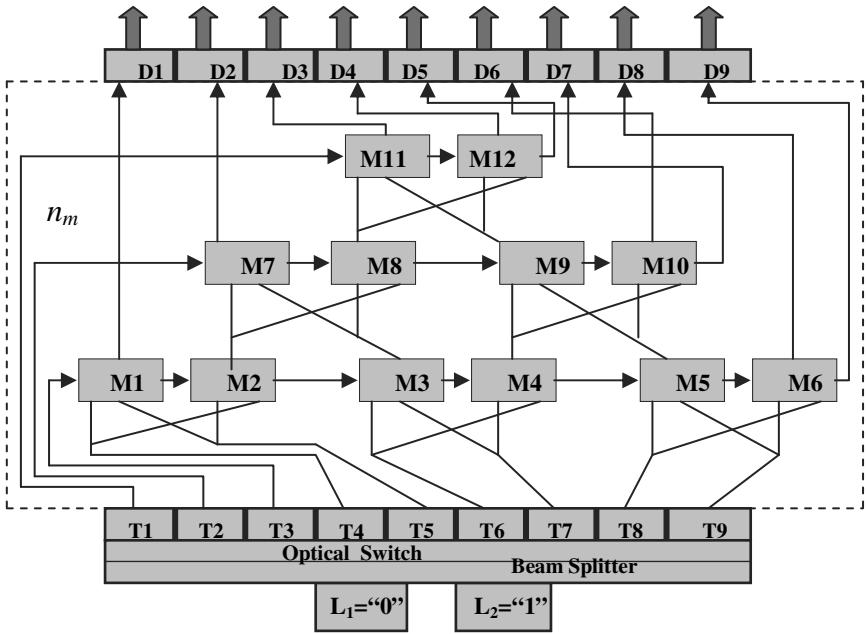 D1 D2 D3 D4 D5 D6 D7 D8 D9
M11 M12
n_m
M7 M8 M9 M10
M1 M2 M3 M4 M5 M6
T1 T2 T3 T4 T5 T6 T7 T8 T9
Optical Switch
Beam Splitter
L₁="0" L₂="1"